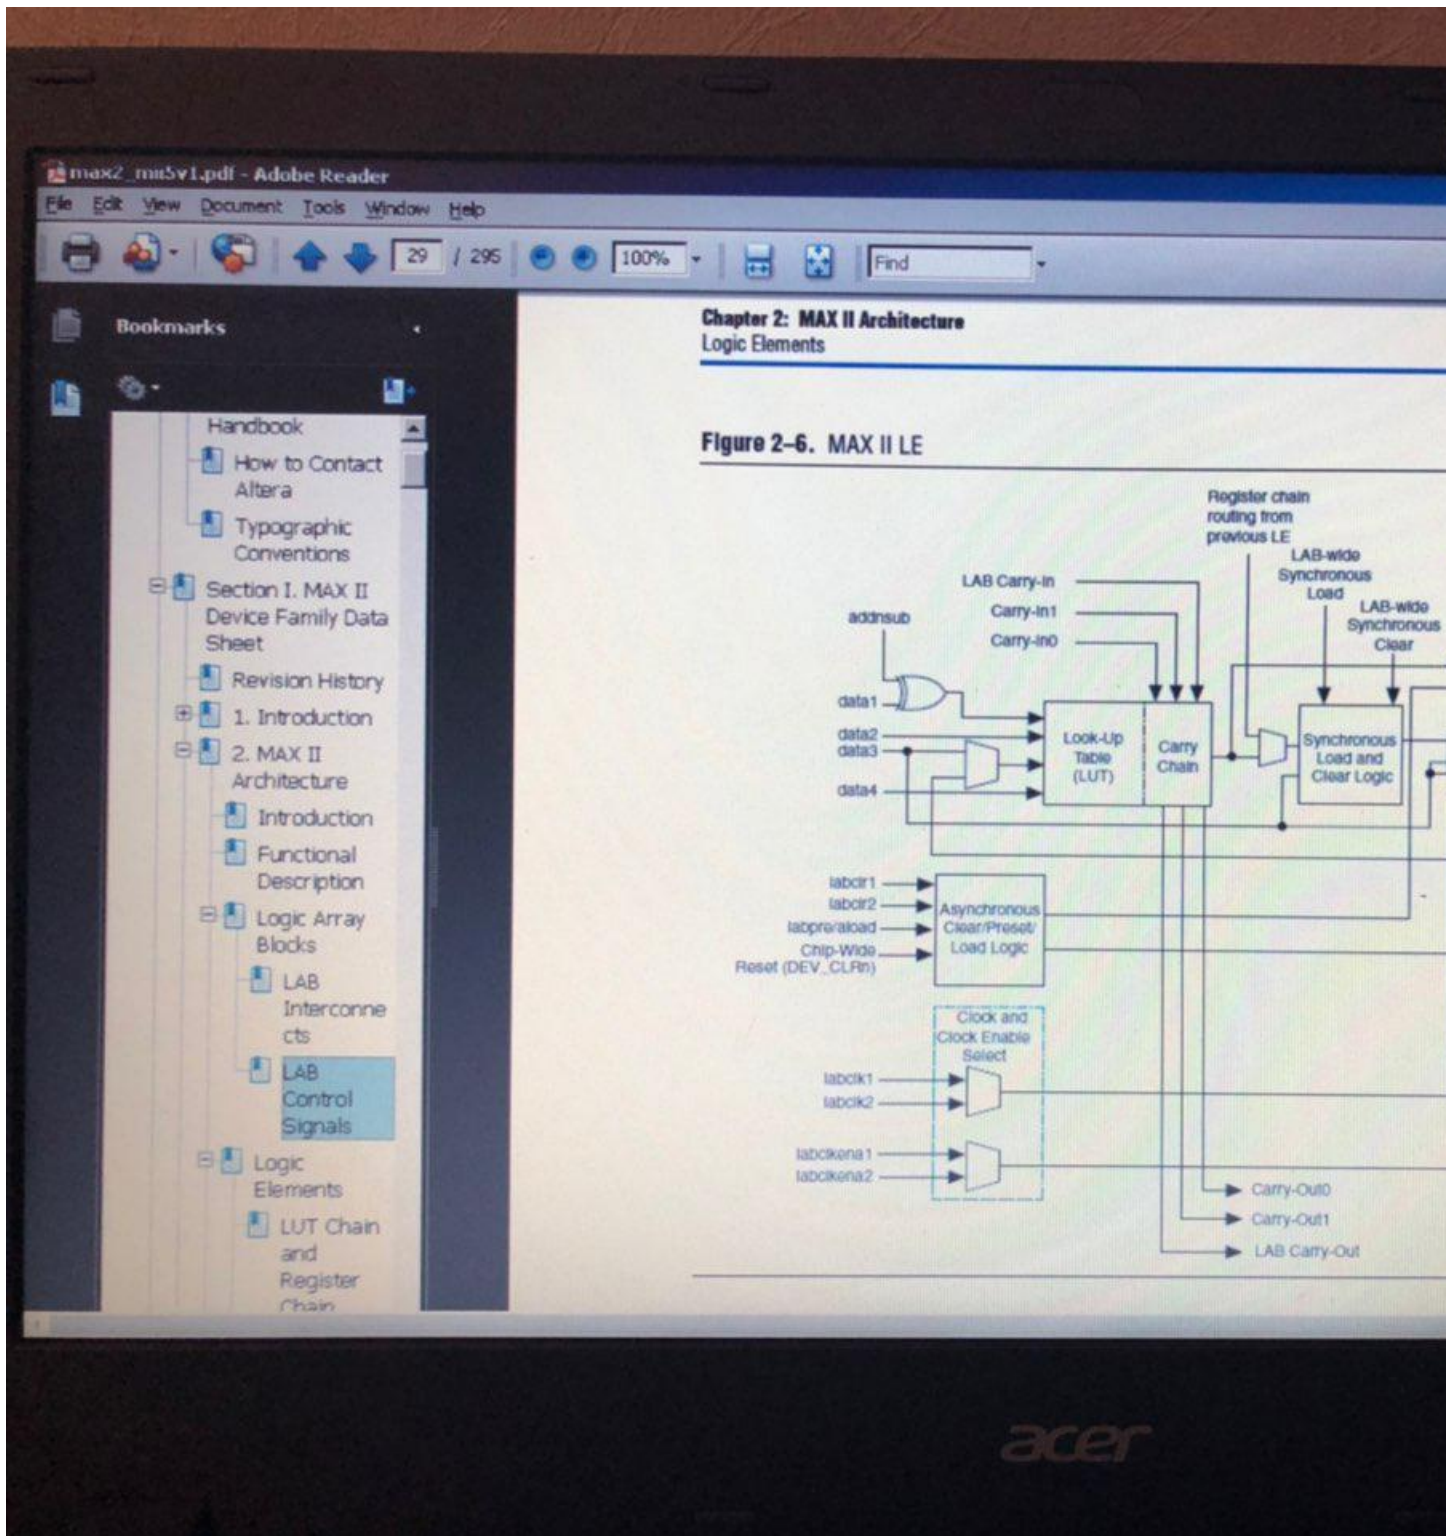 max2_mii5v1.pdf - Adobe Reader
File Edit View Document Tools Window Help
29 / 295 100% Find
Bookmarks
Handbook
How to Contact
Altera
Typographic
Conventions
Section I. MAX II
Device Family Data
Sheet
Revision History
1. Introduction
2. MAX II
Architecture
Introduction
Functional
Description
Logic Array
Blocks
LAB
Interconne
cts
LAB
Control
Signals
Logic
Elements
LUT Chain
and
Register
Chain
Chapter 2: MAX II Architecture
Logic Elements
Figure 2–6. MAX II LE
Register chain
routing from
previous LE
LAB-wide
Synchronous
Load
LAB-wide
Synchronous
Clear
LAB Carry-In
Carry-In1
Carry-In0
addnsub
data1
data2
data3
data4
Look-Up
Table
(LUT)
Carry
Chain
Synchronous
Load and
Clear Logic
labclr1
labclr2
labpre/aload
Chip-Wide
Reset (DEV_CLRn)
Asynchronous
Clear/Preset/
Load Logic
Clock and
Clock Enable
Select
labclk1
labclk2
labclkena1
labclkena2
Carry-Out0
Carry-Out1
LAB Carry-Out
acer